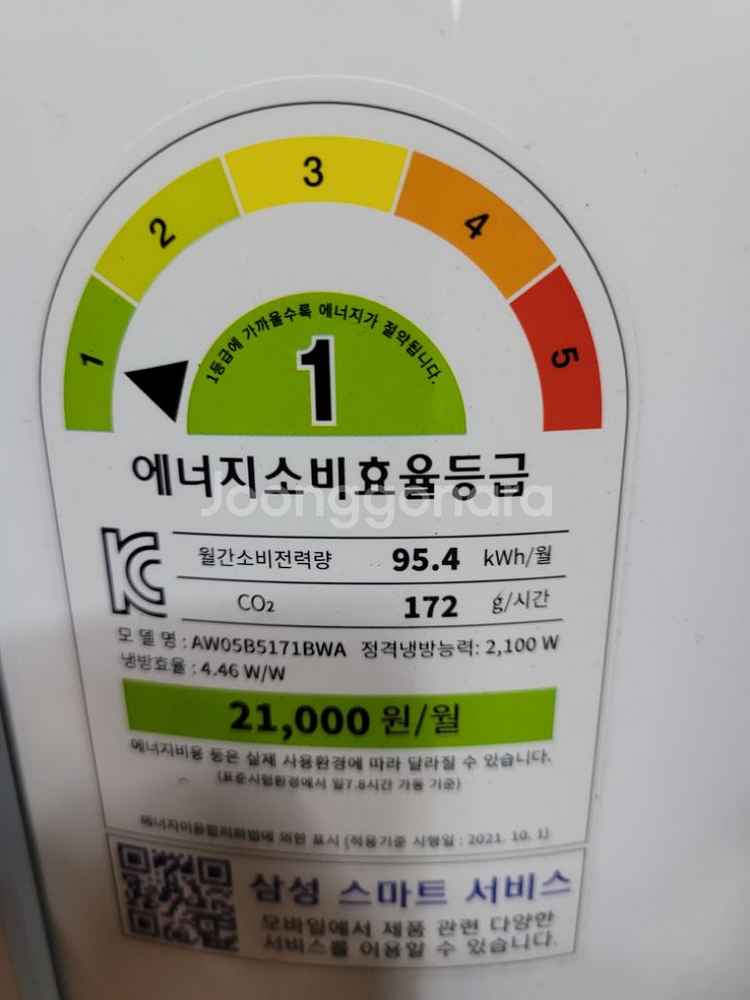 3
2
4
1
5
1등급에 가까울수록 에너지가 절약됩니다.
1
에너지소비효율등급
Joonggonara
KC
월간소비전력량 95.4 kWh/월
CO₂ 172 g/시간
모 델 명 : AW05B5171BWA 정격냉방능력: 2,100 W
냉방효율 : 4.46 W/W
21,000 원/월
에너지비용 등은 실제 사용환경에 따라 달라질 수 있습니다.
(표준시험환경에서 일7.8시간 가동 기준)
에너지이용합리화법에 의한 표시 (적용기준 시행일 : 2021. 10. 1)
삼성 스마트 서비스
모바일에서 제품 관련 다양한
서비스를 이용할 수 있습니다.